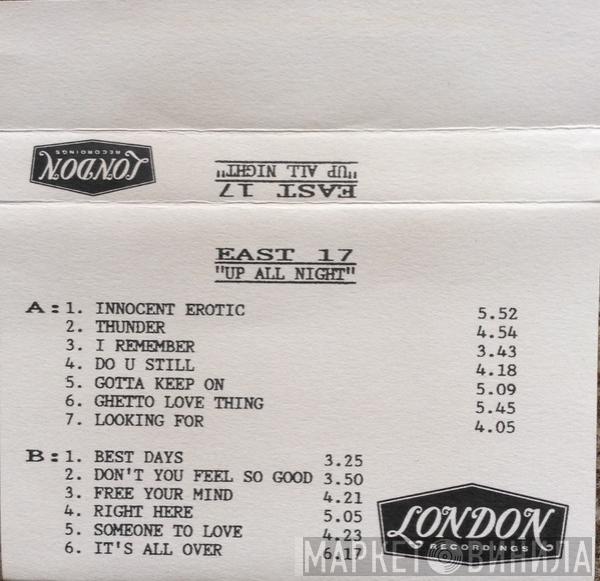 LONDON
RECORDINGS
EAST 17
"UP ALL NIGHT"
EAST 17
"UP ALL NIGHT"
A: 1. INNOCENT EROTIC 5.52
2. THUNDER 4.54
3. I REMEMBER 3.43
4. DO U STILL 4.18
5. GOTTA KEEP ON 5.09
6. GHETTO LOVE THING 5.45
7. LOOKING FOR 4.05
B: 1. BEST DAYS 3.25
2. DON'T YOU FEEL SO GOOD 3.50
3. FREE YOUR MIND 4.21
4. RIGHT HERE 5.05
5. SOMEONE TO LOVE 4.23
6. IT'S ALL OVER 6.17
LONDON
RECORDINGS
МАРКЕТ ВИНИЛА